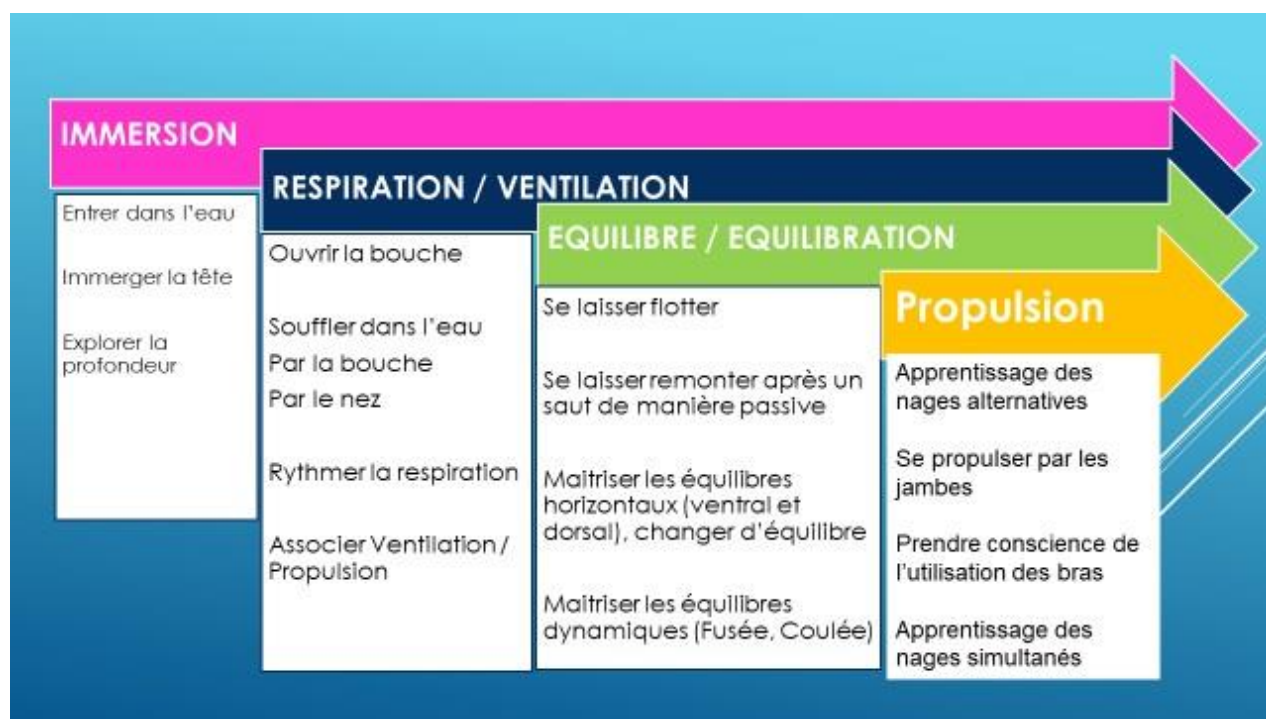 IMMERSION
Entrer dans l'eau
Immerger la tête
Explorer la
profondeur
RESPIRATION / VENTILATION
Ouvrir la bouche
Souffler dans l'eau
Par la bouche
Par le nez
Rythmer la respiration
Associer Ventilation /
Propulsion
EQUILIBRE / EQUILIBRATION
Se laisser flotter
Se laisser remonter après un
saut de manière passive
Maitriser les équilibres
horizontaux (ventral et
dorsal), changer d'équilibre
Maitriser les équilibres
dynamiques (Fusée, Coulée)
Propulsion
Apprentissage des
nages alternatives
Se propulser par les
jambes
Prendre conscience de
l'utilisation des bras
Apprentissage des
nages simultanés